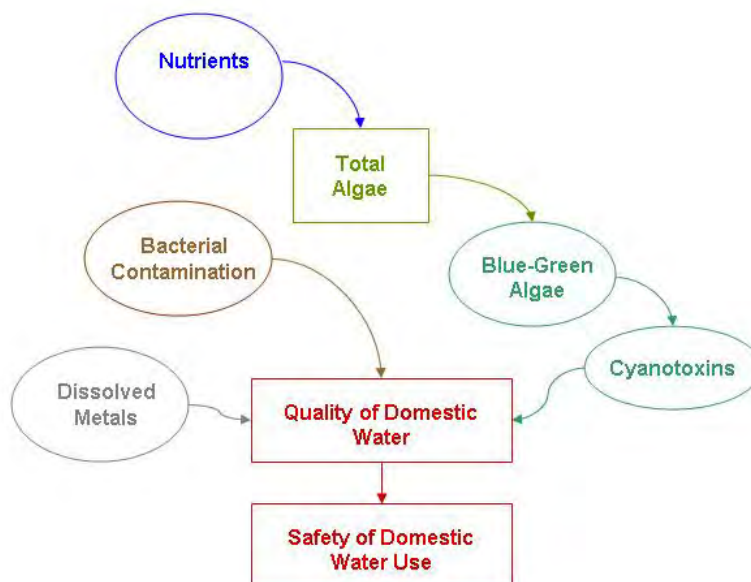 Nutrients
Total
Algae
Bacterial
Contamination
Blue-Green
Algae
Cyanotoxins
Dissolved
Metals
Quality of Domestic
Water
Safety of Domestic
Water Use